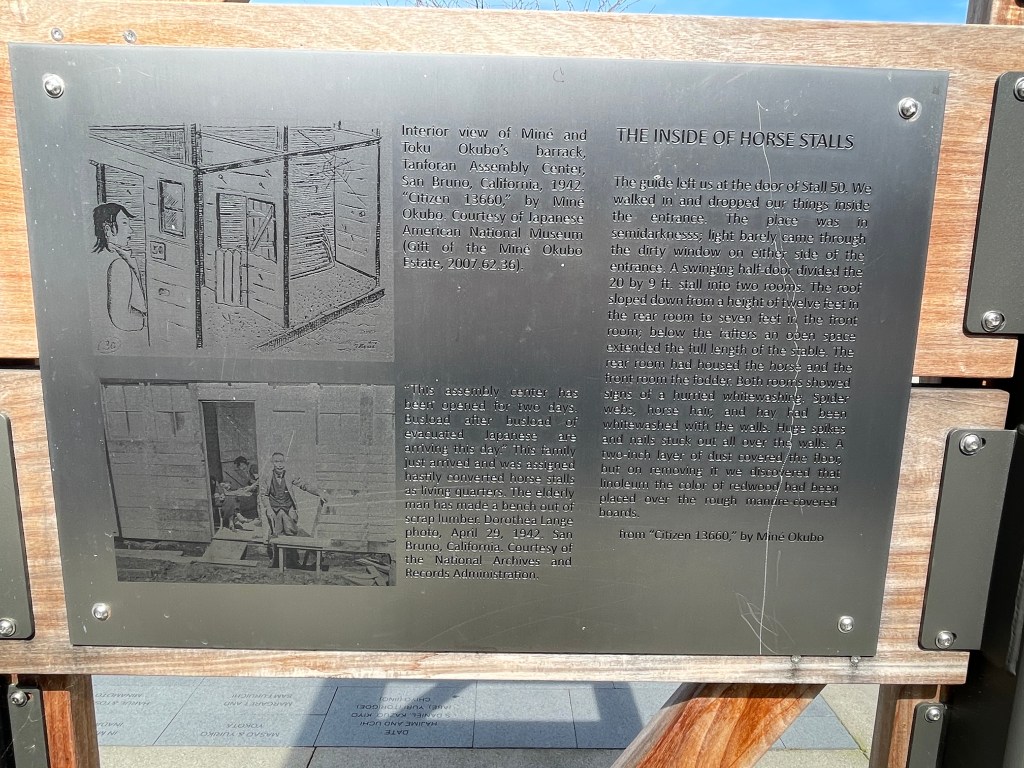 Interior view of Miné and
Toku Okubo's barrack,
Tanforan Assembly Center,
San Bruno, California, 1942.
"Citizen 13660," by Miné
Okubo. Courtesy of Japanese
American National Museum
(Gift of the Miné Okubo
Estate, 2007.62.36).
50
"This assembly center has
been opened for two days.
Busload after busload of
evacuated Japanese are
arriving this day." This family
just arrived and was assigned
hastily converted horse stalls
as living quarters. The elderly
man has made a bench out of
scrap lumber. Dorothea Lange
photo, April 29, 1942. San
Bruno, California. Courtesy of
the National Archives and
Records Administration.
THE INSIDE OF HORSE STALLS
The guide left us at the door of Stall 50. We
walked in and dropped our things inside
the entrance. The place was in
semidarknesss; light barely came through
the dirty window on either side of the
entrance. A swinging half-door divided the
20 by 9 ft. stall into two rooms. The roof
sloped down from a height of twelve feet in
the rear room to seven feet in the front
room; below the rafters an open space
extended the full length of the stable. The
rear room had housed the horse and the
front room the fodder. Both rooms showed
signs of a hurried whitewashing. Spider
webs, horse hair, and hay had been
whitewashed with the walls. Huge spikes
and nails stuck out all over the walls. A
two-inch layer of dust covered the floor,
but on removing it we discovered that
linoleum the color of redwood had been
placed over the rough manure-covered
boards.
from "Citizen 13660," by Miné Okubo
MASAO & YURIKO
YOKOTA
DATE
HAJIME AND UCHI